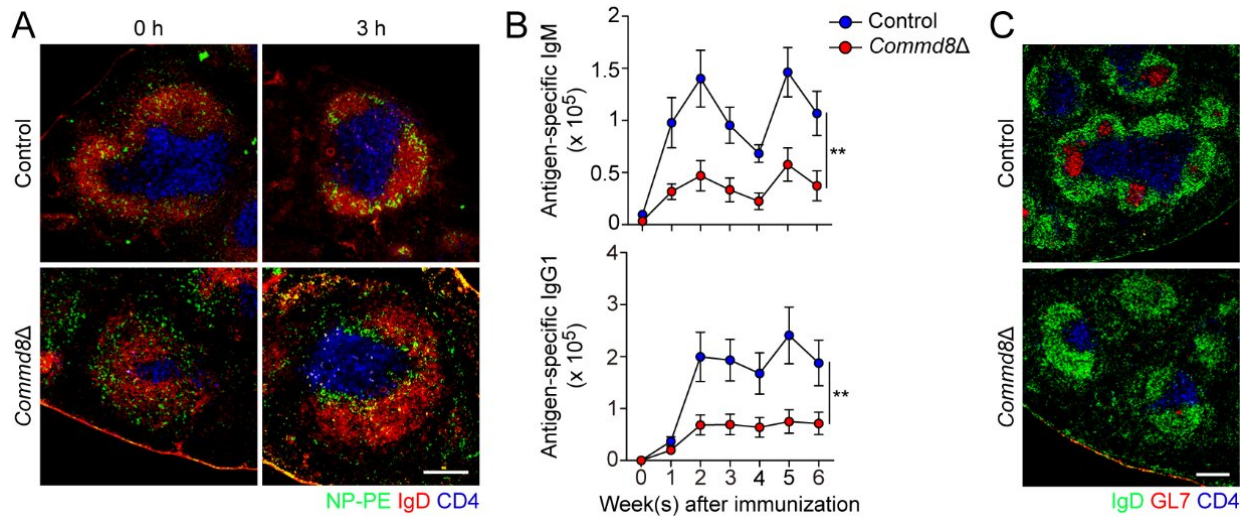 A
0 h
3 h
Control
Commd8Δ
NP-PE IgD CD4
B
Control
Commd8Δ
Antigen-specific IgM
(x 10⁵)
2
1.5
1
0.5
0
**
Antigen-specific IgG1
(x 10⁵)
4
3
2
1
0
**
0 1 2 3 4 5 6
Week(s) after immunization
C
Control
Commd8Δ
IgD GL7 CD4